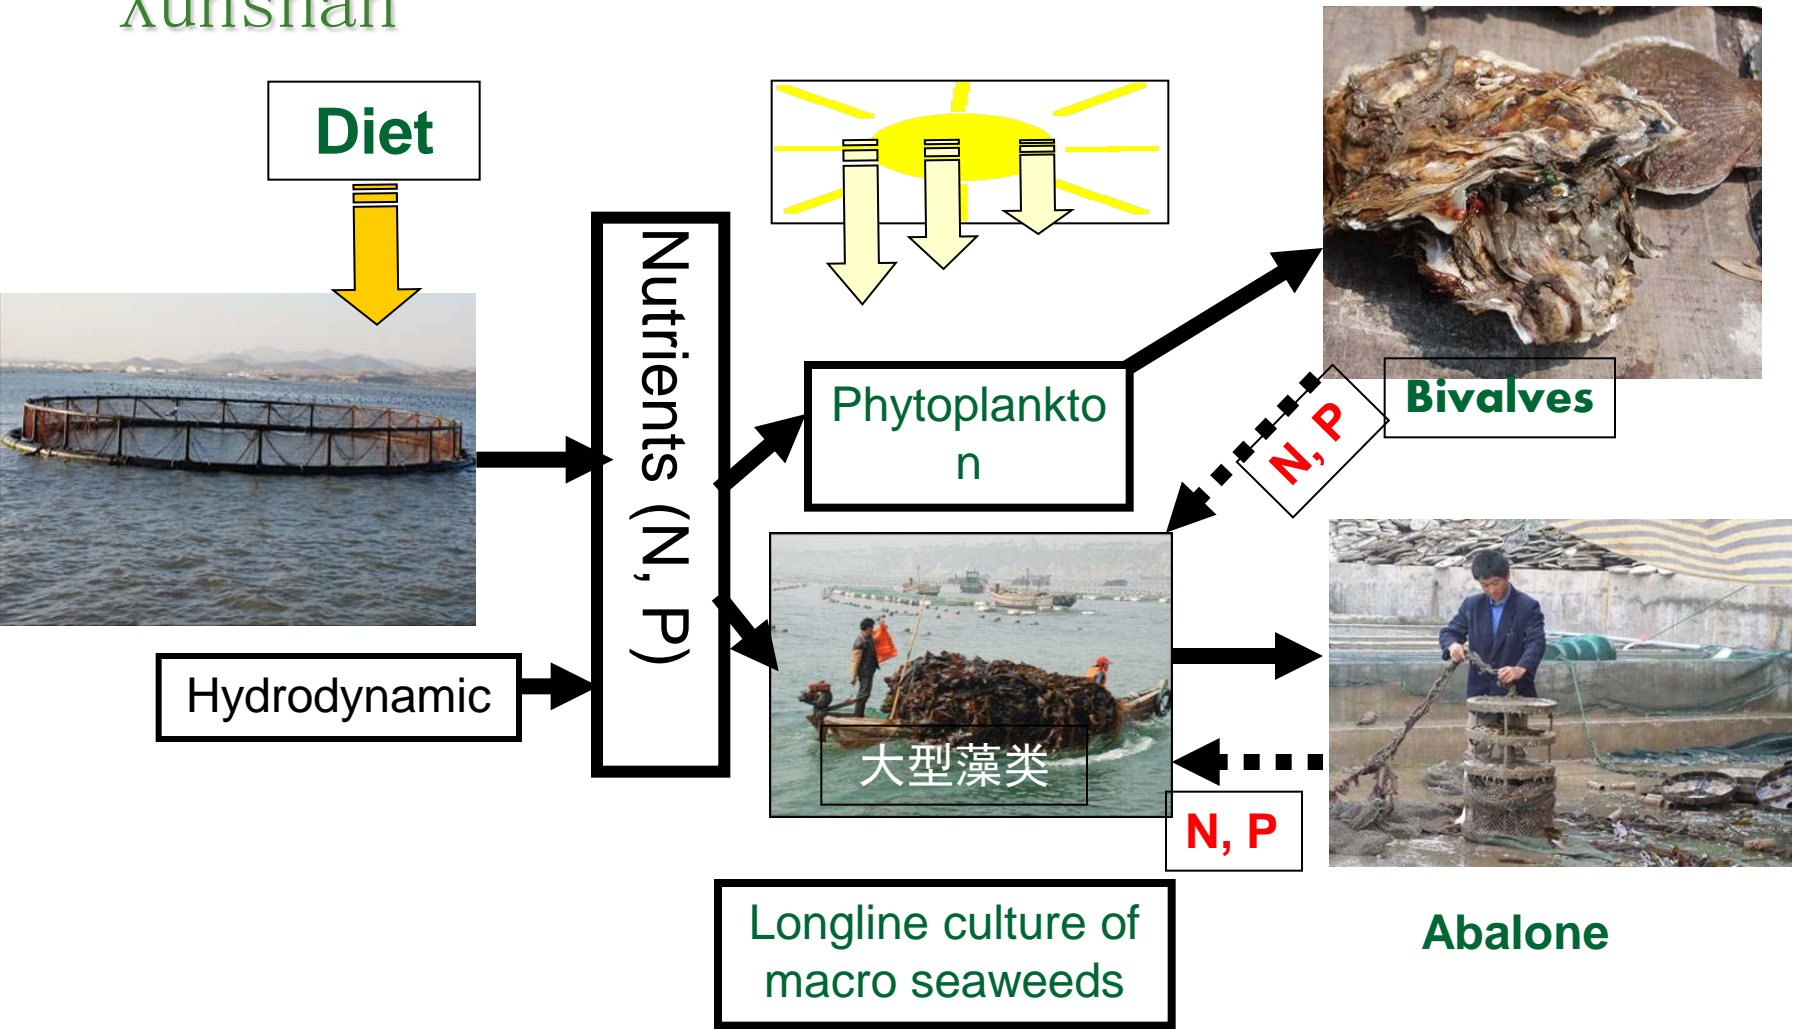 xunshan
Diet
Nutrients (N, P)
Phytoplankto
n
Bivalves
N, P
Hydrodynamic
大型藻类
N, P
Longline culture of
macro seaweeds
Abalone